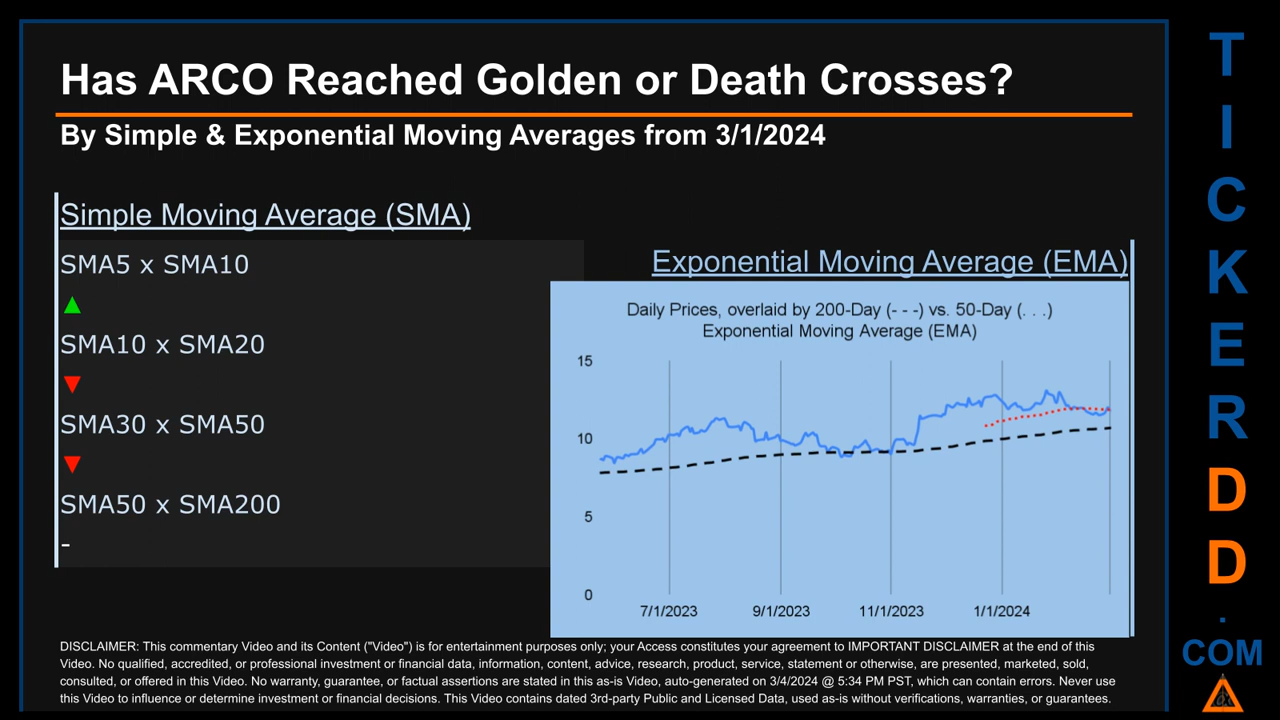 Has ARCO Reached Golden or Death Crosses?
By Simple & Exponential Moving Averages from 3/1/2024
Simple Moving Average (SMA)
SMA5 x SMA10
▲
SMA10 x SMA20
▼
SMA30 x SMA50
▼
SMA50 x SMA200
-
Exponential Moving Average (EMA)
Daily Prices, overlaid by 200-Day (- - -) vs. 50-Day (. . .)
Exponential Moving Average (EMA)
15
10
5
0
7/1/2023
9/1/2023
11/1/2023
1/1/2024
DISCLAIMER: This commentary Video and its Content ("Video") is for entertainment purposes only; your Access constitutes your agreement to IMPORTANT DISCLAIMER at the end of this
Video. No qualified, accredited, or professional investment or financial data, information, content, advice, research, product, service, statement or otherwise, are presented, marketed, sold,
consulted, or offered in this Video. No warranty, guarantee, or factual assertions are stated in this as-is Video, auto-generated on 3/4/2024 @ 5:34 PM PST, which can contain errors. Never use
this Video to influence or determine investment or financial decisions. This Video contains dated 3rd-party Public and Licensed Data, used as-is without verifications, warranties, or guarantees.
T
I
C
K
E
R
D
D
.
COM